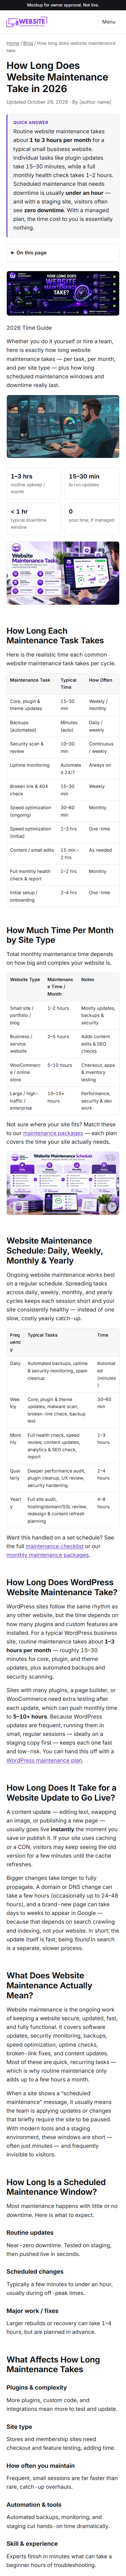 Mockup for owner approval. Not live.
WEBSITE
Menu
Home / Blog / How long does website maintenance
take
How Long Does
Website Maintenance
Take in 2026
Updated October 26, 2026 · By [author name]
QUICK ANSWER
Routine website maintenance takes
about 1 to 3 hours per month for a
typical small business website.
Individual tasks like plugin updates
take 15–30 minutes, while a full
monthly health check takes 1–2 hours.
Scheduled maintenance that needs
downtime is usually under an hour —
and with a staging site, visitors often
see zero downtime. With a managed
plan, the time cost to you is essentially
nothing.
▶ On this page
HOW LONG DOES
WEBSITE
MAINTENANCE
TAKE?
2026 Time Guide
Whether you do it yourself or hire a team,
here is exactly how long website
maintenance takes — per task, per month,
and per site type — plus how long
scheduled maintenance windows and
downtime really last.
1–3 hrs
routine upkeep /
month
15–30 min
to run updates
< 1 hr
typical downtime
window
0
your time, if managed
Website
Maintenance
Tasks
How Long Each
Maintenance Task Takes
Here is the realistic time each common
website maintenance task takes per cycle.
Maintenance Task Typical Time How Often
Core, plugin & theme updates 15–30 min Weekly / monthly
Backups (automated) Minutes (auto) Daily / weekly
Security scan & review 10–30 min Continuous / weekly
Uptime monitoring Automated 24/7 Always on
Broken link & 404 check 15–30 min Monthly
Speed optimization (ongoing) 30–60 min Monthly
Speed optimization (initial) 1–3 hrs One-time
Content / small edits 15 min – 2 hrs As needed
Full monthly health check & report 1–2 hrs Monthly
Initial setup / onboarding 2–4 hrs One-time
How Much Time Per Month
by Site Type
Total monthly maintenance time depends
on how big and complex your website is.
Website Type Maintenance Time / Month Notes
Small site / portfolio / blog 1–2 hours Mostly updates, backups & security
Business / service website 2–5 hours Adds content edits & SEO checks
WooCommerce / online store 5–10 hours Checkout, apps & inventory testing
Large / high-traffic / enterprise 10–15+ hours Performance, security & dev work
Not sure where your site fits? Match these
to our maintenance packages — each plan
covers the time your site actually needs.
Website Maintenance Schedule
Website Maintenance
Schedule: Daily, Weekly,
Monthly & Yearly
Ongoing website maintenance works best
on a regular schedule. Spreading tasks
across daily, weekly, monthly, and yearly
cycles keeps each session short and your
site consistently healthy — instead of one
slow, costly yearly catch-up.
Frequency Typical Tasks Time
Daily Automated backups, uptime & security monitoring, spam cleanup Automated (minutes)
Weekly Core, plugin & theme updates, malware scan, broken-link check, backup test 30–60 min
Monthly Full health check, speed review, content updates, analytics & SEO check, report 1–3 hours
Quarterly Deeper performance audit, plugin cleanup, UX review, security hardening 2–4 hours
Yearly Full site audit, hosting/domain/SSL review, redesign & content refresh planning 4–8 hours
Want this handled on a set schedule? See
the full maintenance checklist or our
monthly maintenance packages.
How Long Does WordPress
Website Maintenance Take?
WordPress sites follow the same rhythm as
any other website, but the time depends on
how many plugins and custom features are
installed. For a typical WordPress business
site, routine maintenance takes about 1–3
hours per month — roughly 15–30
minutes for core, plugin, and theme
updates, plus automated backups and
security scanning.
Sites with many plugins, a page builder, or
WooCommerce need extra testing time
after each update, which can push monthly time
to 5–10+ hours. Because WordPress
updates are frequent, running them in
small, regular sessions — ideally on a
staging copy first — keeps each one fast
and low-risk. You can hand this off with a
WordPress maintenance plan.
How Long Does It Take for a
Website Update to Go Live?
A content update — editing text, swapping
an image, or publishing a new page —
usually goes live instantly the moment you
save or publish it. If your site uses caching
or a CDN, visitors may keep seeing the old
version for a few minutes until the cache
refreshes.
Bigger changes take longer to fully
propagate. A domain or DNS change can
take a few hours (occasionally up to 24–48
hours), and a brand-new page can take
days to weeks to appear in Google —
because that depends on search crawling
and indexing, not your website. In short: the
update itself is fast; being found in search
is a separate, slower process.
What Does Website
Maintenance Actually
Mean?
Website maintenance is the ongoing work
of keeping a website secure, updated, fast,
and fully functional. It covers software
updates, security monitoring, backups,
speed optimization, uptime checks,
broken-link fixes, and content updates.
Most of these are quick, recurring tasks —
which is why routine maintenance only
adds up to a few hours a month.
When a site shows a "scheduled
maintenance" message, it usually means
the team is applying updates or changes
that briefly require the site to be paused.
With modern tools and a staging
environment, these windows are short —
often just minutes — and frequently
invisible to visitors.
How Long Is a Scheduled
Maintenance Window?
Most maintenance happens with little or no
downtime. Here is what to expect.
Routine updates
Near-zero downtime. Tested on staging,
then pushed live in seconds.
Scheduled changes
Typically a few minutes to under an hour,
usually during off-peak times.
Major work / fixes
Larger rebuilds or recovery can take 1–4
hours, but are planned in advance.
What Affects How Long
Maintenance Takes
Plugins & complexity
More plugins, custom code, and
integrations mean more to test and update.
Site type
Stores and membership sites need
checkout and feature testing, adding time.
How often you maintain
Frequent, small sessions are far faster than
rare, catch-up overhauls.
Automation & tools
Automated backups, monitoring, and
staging cut hands-on time dramatically.
Skill & experience
Experts finish in minutes what can take a
beginner hours of troubleshooting.